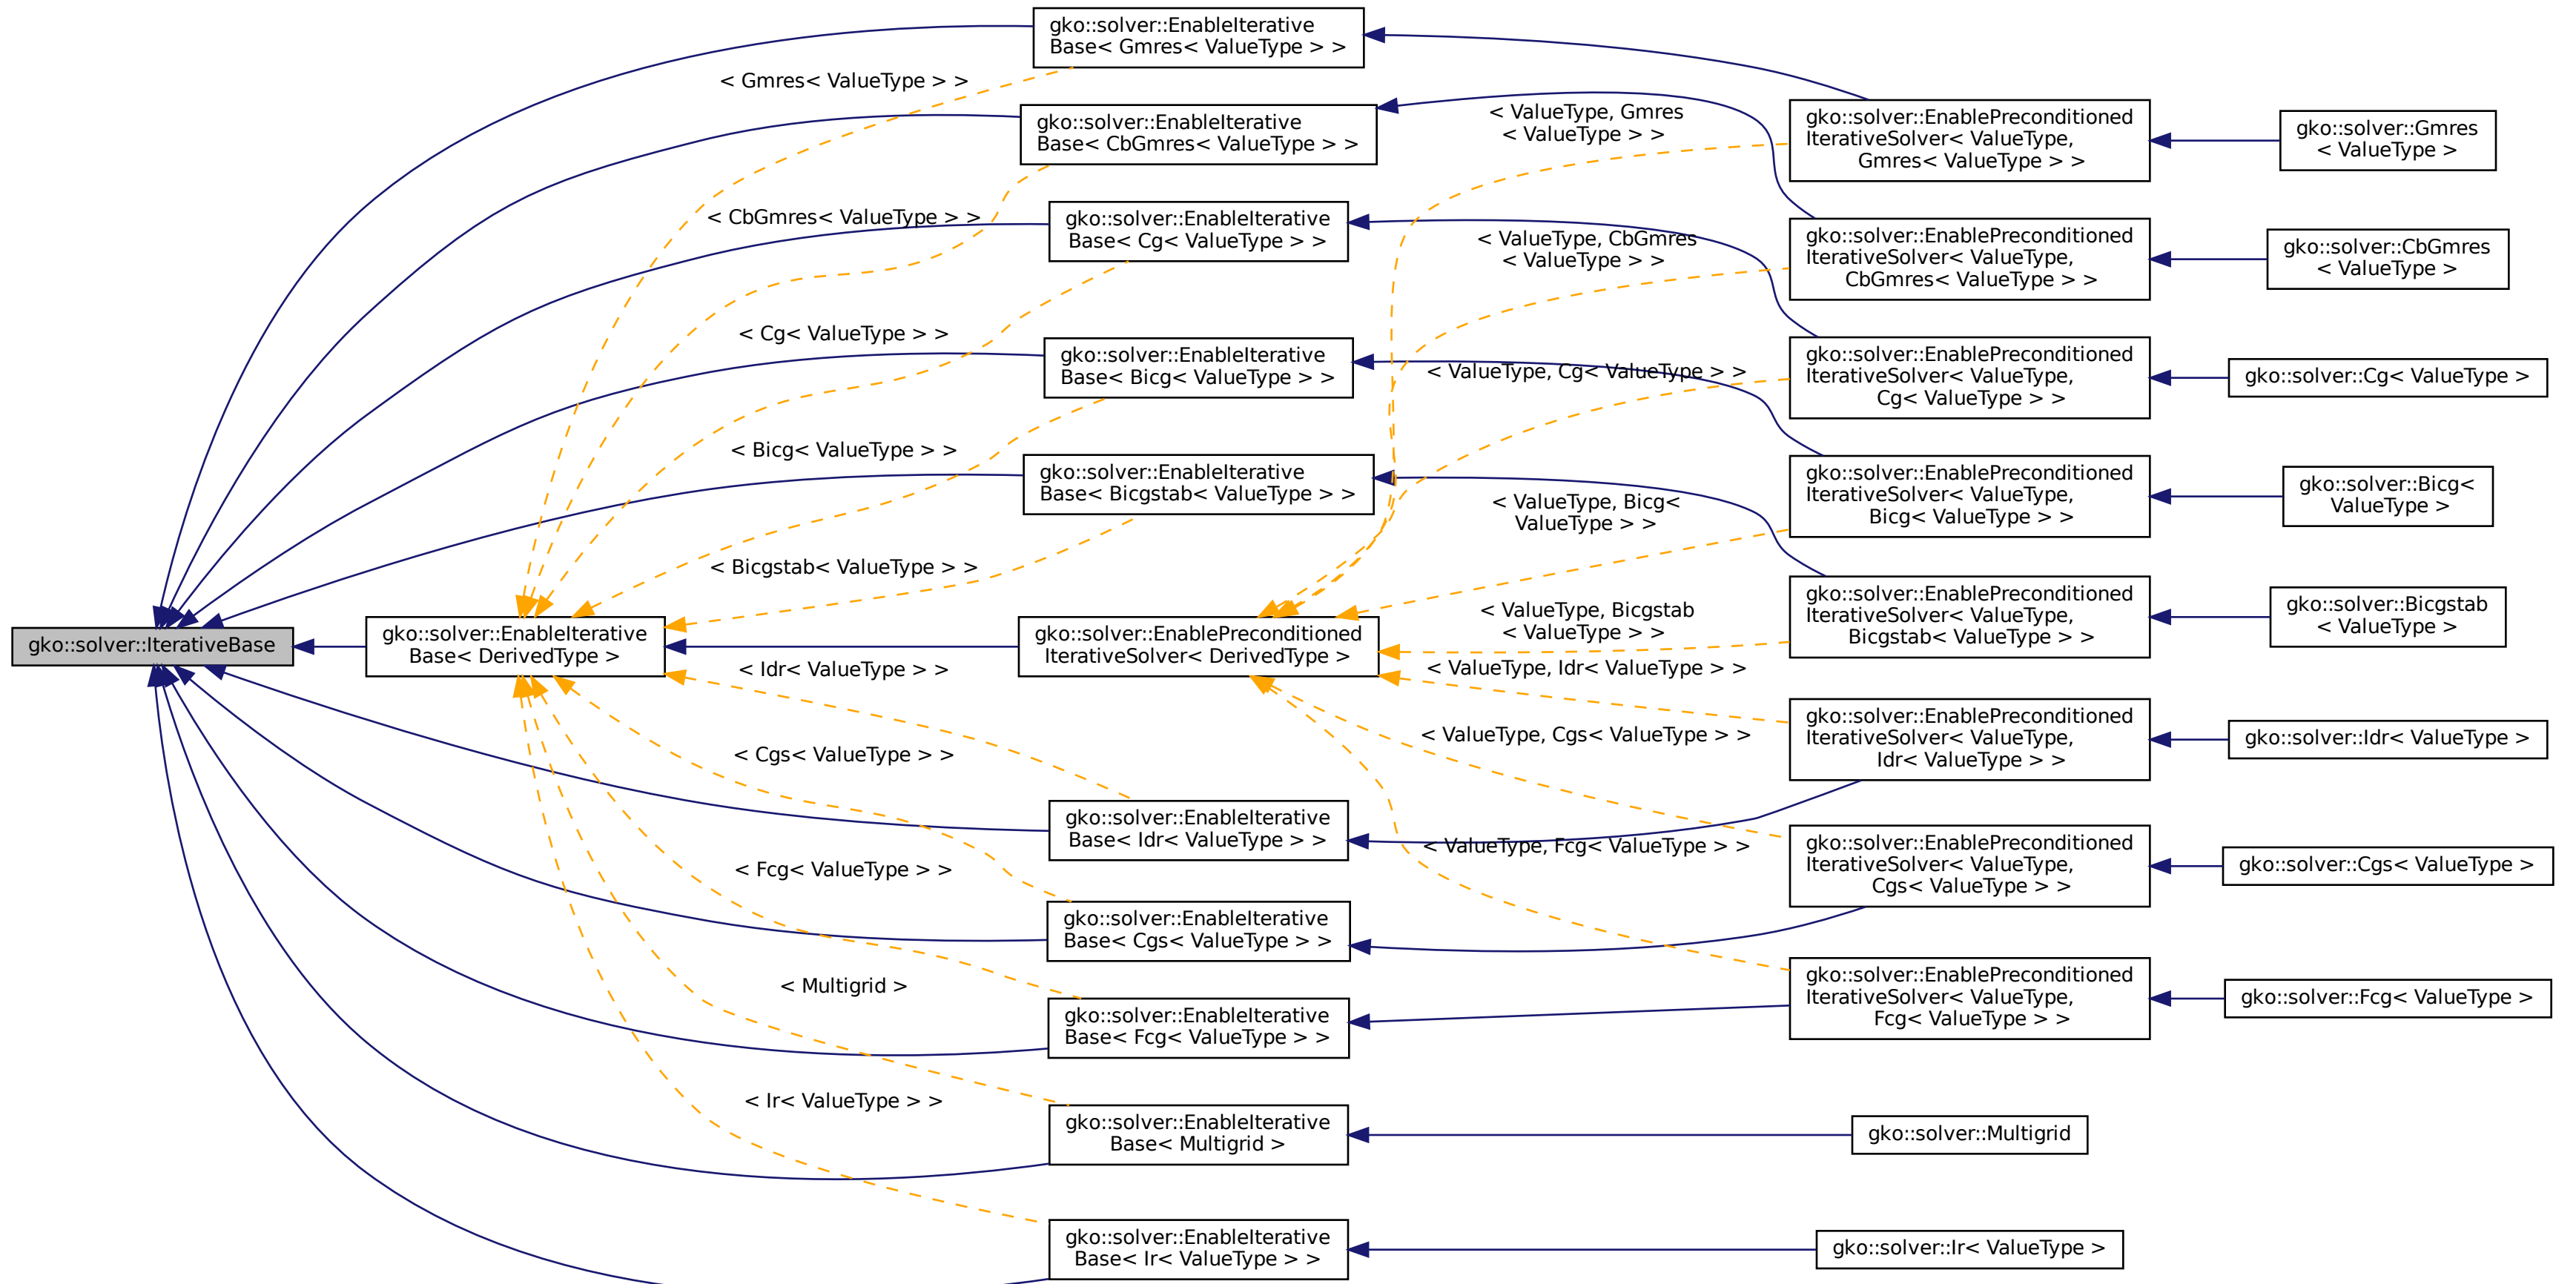 gko::solver::IterativeBase
gko::solver::EnableIterative
Base< DerivedType >
< Gmres< ValueType > >
< CbGmres< ValueType > >
< Cg< ValueType > >
< Bicg< ValueType > >
< Bicgstab< ValueType > >
< Idr< ValueType > >
< Cgs< ValueType > >
< Fcg< ValueType > >
< Multigrid >
< Ir< ValueType > >
gko::solver::EnableIterative
Base< Gmres< ValueType > >
gko::solver::EnableIterative
Base< CbGmres< ValueType > >
gko::solver::EnableIterative
Base< Cg< ValueType > >
gko::solver::EnableIterative
Base< Bicg< ValueType > >
gko::solver::EnableIterative
Base< Bicgstab< ValueType > >
gko::solver::EnablePreconditioned
IterativeSolver< DerivedType >
gko::solver::EnableIterative
Base< Idr< ValueType > >
gko::solver::EnableIterative
Base< Cgs< ValueType > >
gko::solver::EnableIterative
Base< Fcg< ValueType > >
gko::solver::EnableIterative
Base< Multigrid >
gko::solver::EnableIterative
Base< Ir< ValueType > >
< ValueType, Gmres
< ValueType > >
< ValueType, CbGmres
< ValueType > >
< ValueType, Cg< ValueType > >
< ValueType, Bicg<
ValueType > >
< ValueType, Bicgstab
< ValueType > >
< ValueType, Idr< ValueType > >
< ValueType, Cgs< ValueType > >
< ValueType, Fcg< ValueType > >
gko::solver::EnablePreconditioned
IterativeSolver< ValueType,
Gmres< ValueType > >
gko::solver::EnablePreconditioned
IterativeSolver< ValueType,
CbGmres< ValueType > >
gko::solver::EnablePreconditioned
IterativeSolver< ValueType,
Cg< ValueType > >
gko::solver::EnablePreconditioned
IterativeSolver< ValueType,
Bicg< ValueType > >
gko::solver::EnablePreconditioned
IterativeSolver< ValueType,
Bicgstab< ValueType > >
gko::solver::EnablePreconditioned
IterativeSolver< ValueType,
Idr< ValueType > >
gko::solver::EnablePreconditioned
IterativeSolver< ValueType,
Cgs< ValueType > >
gko::solver::EnablePreconditioned
IterativeSolver< ValueType,
Fcg< ValueType > >
gko::solver::Multigrid
gko::solver::Ir< ValueType >
gko::solver::Gmres
< ValueType >
gko::solver::CbGmres
< ValueType >
gko::solver::Cg< ValueType >
gko::solver::Bicg<
ValueType >
gko::solver::Bicgstab
< ValueType >
gko::solver::Idr< ValueType >
gko::solver::Cgs< ValueType >
gko::solver::Fcg< ValueType >